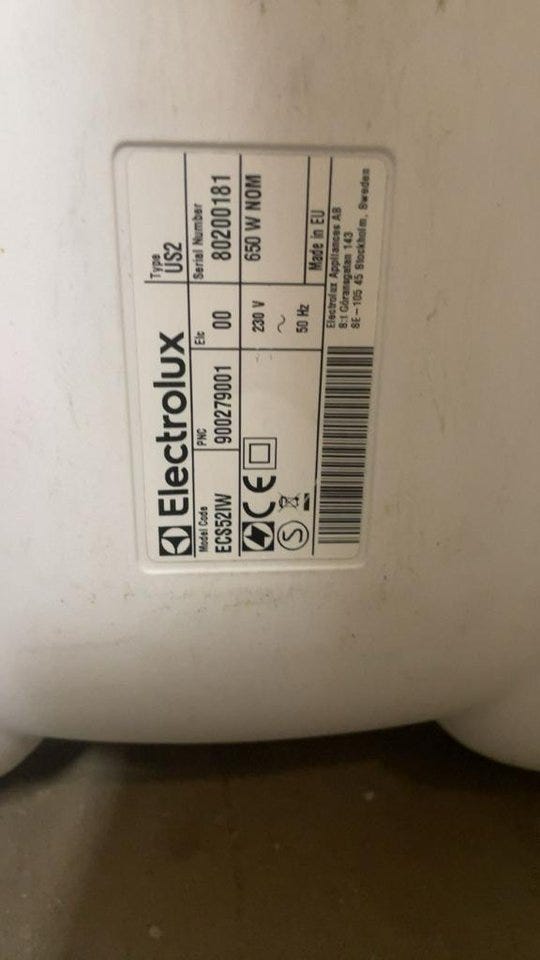 Electrolux
Type
US2
Model Code
PNC
Elc
Serial Number
ECS52IW
900279001
00
80200181
230 V
650 W NOM
50 Hz
Made in EU
Electrolux Appliances AB
S:t Göransgatan 143
SE-105 45 Stockholm, Sweden
CE
S